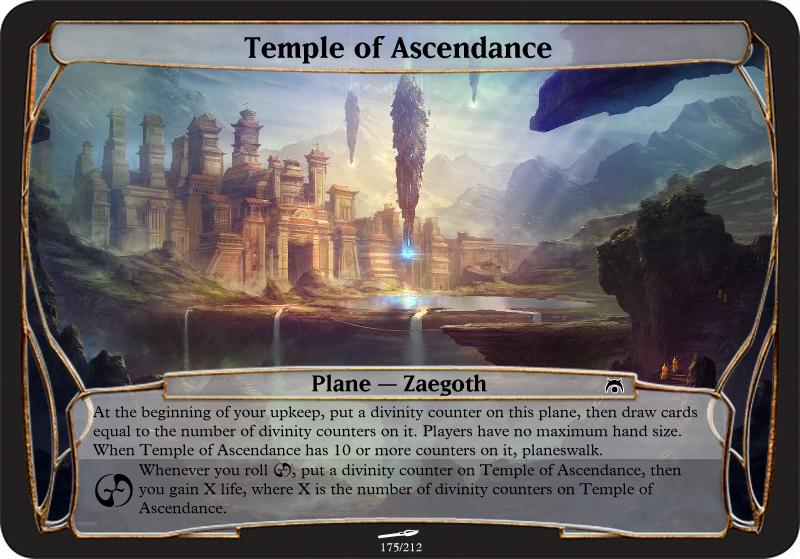 Temple of Ascendance
Plane — Zaegoth
At the beginning of your upkeep, put a divinity counter on this plane, then draw cards
equal to the number of divinity counters on it. Players have no maximum hand size.
When Temple of Ascendance has 10 or more counters on it, planeswalk.
Whenever you roll , put a divinity counter on Temple of Ascendance, then
you gain X life, where X is the number of divinity counters on Temple of
Ascendance.
175/212